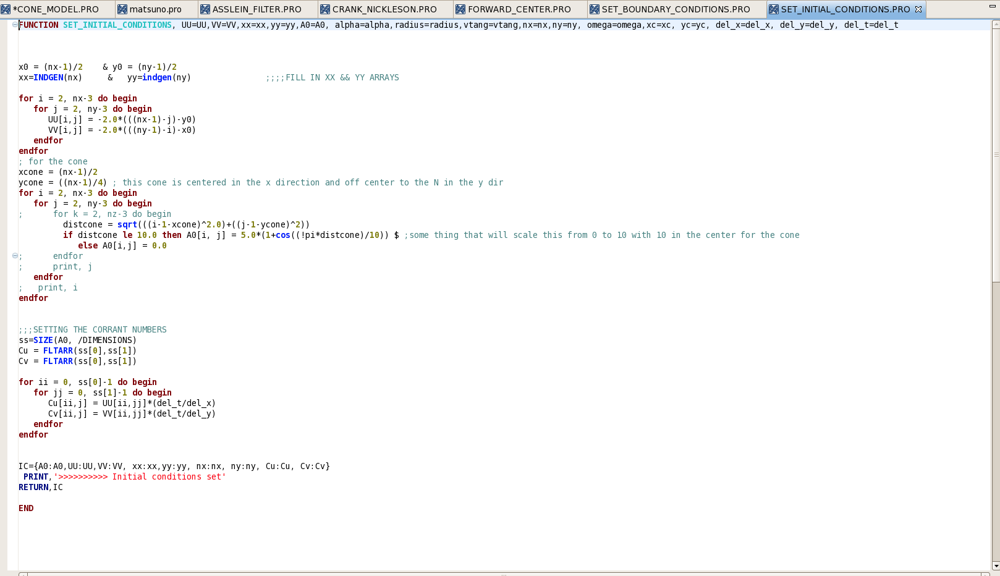 *CONE_MODEL.PRO matsuno.pro ASSLEIN_FILTER.PRO CRANK_NICKLESON.PRO FORWARD_CENTER.PRO SET_BOUNDARY_CONDITIONS.PRO SET_INITIAL_CONDITIONS.PRO
FUNCTION SET_INITIAL_CONDITIONS, UU=UU,VV=VV,xx=xx,yy=yy,A0=A0, alpha=alpha,radius=radius,vtang=vtang,nx=nx,ny=ny, omega=omega,xc=xc, yc=yc, del_x=del_x, del_y=del_y, del_t=del_t
x0 = (nx-1)/2    & y0 = (ny-1)/2
xx=INDGEN(nx)     &   yy=indgen(ny)               ;;;;FILL IN XX && YY ARRAYS
for i = 2, nx-3 do begin
   for j = 2, ny-3 do begin
      UU[i,j] = -2.0*(((nx-1)-j)-y0)
      VV[i,j] = -2.0*(((ny-1)-i)-x0)
   endfor
endfor
; for the cone
xcone = (nx-1)/2
ycone = ((nx-1)/4) ; this cone is centered in the x direction and off center to the N in the y dir
for i = 2, nx-3 do begin
   for j = 2, ny-3 do begin
;      for k = 2, nz-3 do begin
         distcone = sqrt(((i-1-xcone)^2.0)+((j-1-ycone)^2))
         if distcone le 10.0 then A0[i, j] = 5.0*(1+cos((!pi*distcone)/10)) $ ;some thing that will scale this from 0 to 10 with 10 in the center for the cone
            else A0[i,j] = 0.0
;      endfor
;      print, j
   endfor
;   print, i
endfor
;;;SETTING THE CORRANT NUMBERS
ss=SIZE(A0, /DIMENSIONS)
Cu = FLTARR(ss[0],ss[1])
Cv = FLTARR(ss[0],ss[1])
for ii = 0, ss[0]-1 do begin
   for jj = 0, ss[1]-1 do begin
      Cu[ii,j] = UU[ii,jj]*(del_t/del_x)
      Cv[ii,j] = VV[ii,jj]*(del_t/del_y)
   endfor
endfor
IC={A0:A0,UU:UU,VV:VV, xx:xx,yy:yy, nx:nx, ny:ny, Cu:Cu, Cv:Cv}
 PRINT,'>>>>>>>>>> Initial conditions set'
RETURN,IC
END